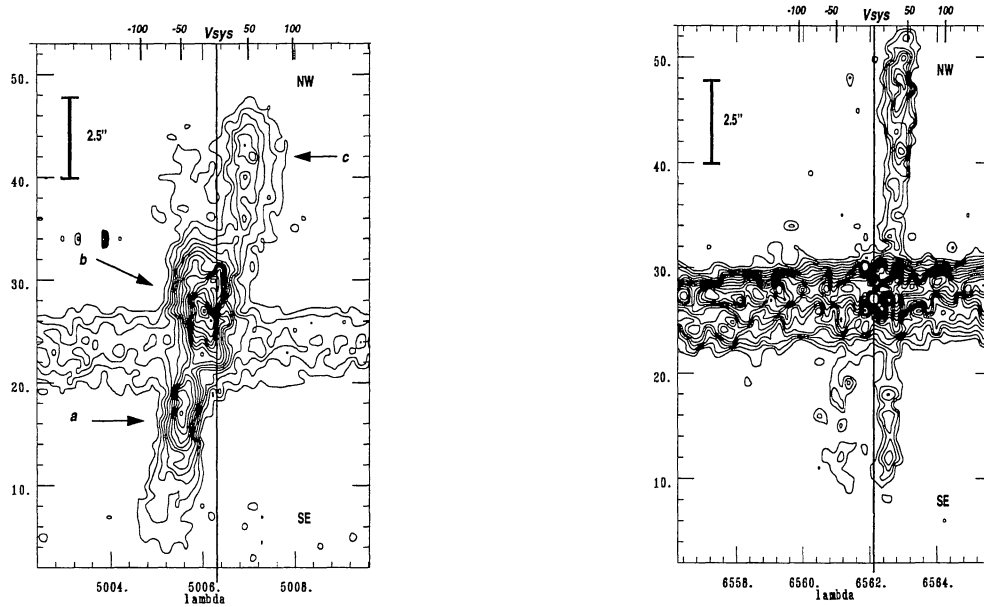 -100 -50 Vsys 50 100
50.
NW
2.5"
c
40.
b
30.
20.
a
10.
SE
5004. 5006. 5008.
lambda
-100 -50 Vsys 50 100
50.
NW
2.5"
40.
30.
20.
10.
SE
6558. 6560. 6562. 6564.
lambda